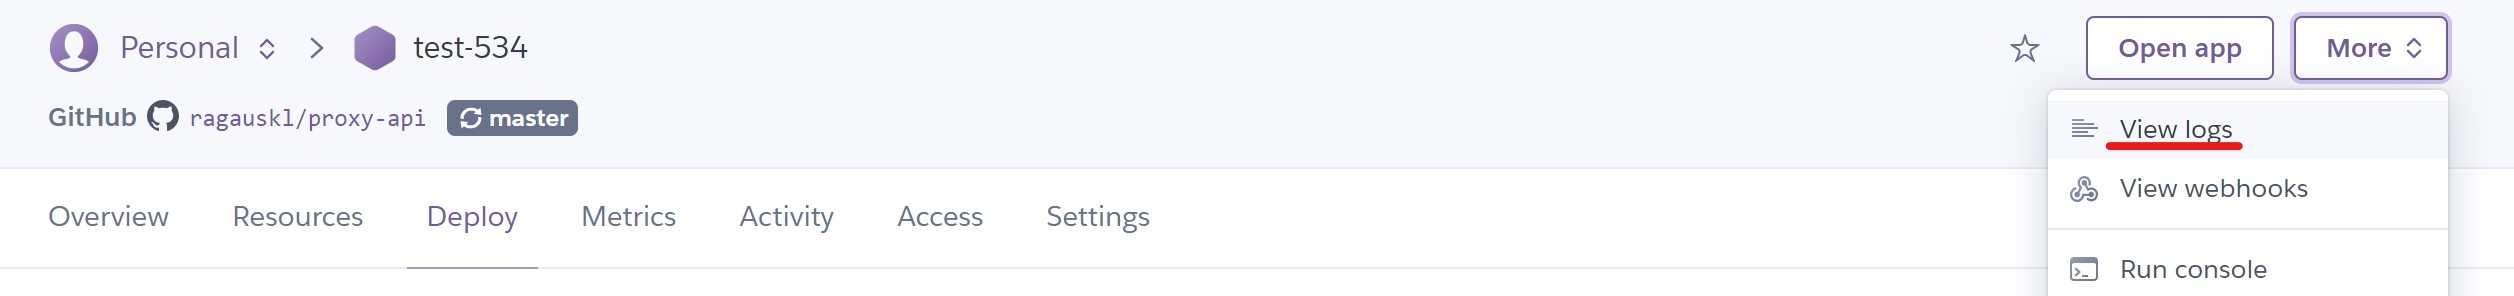 Personal test-534
Open app
More
GitHub ragauskl/proxy-api master
View logs
View webhooks
Run console
Overview Resources Deploy Metrics Activity Access Settings